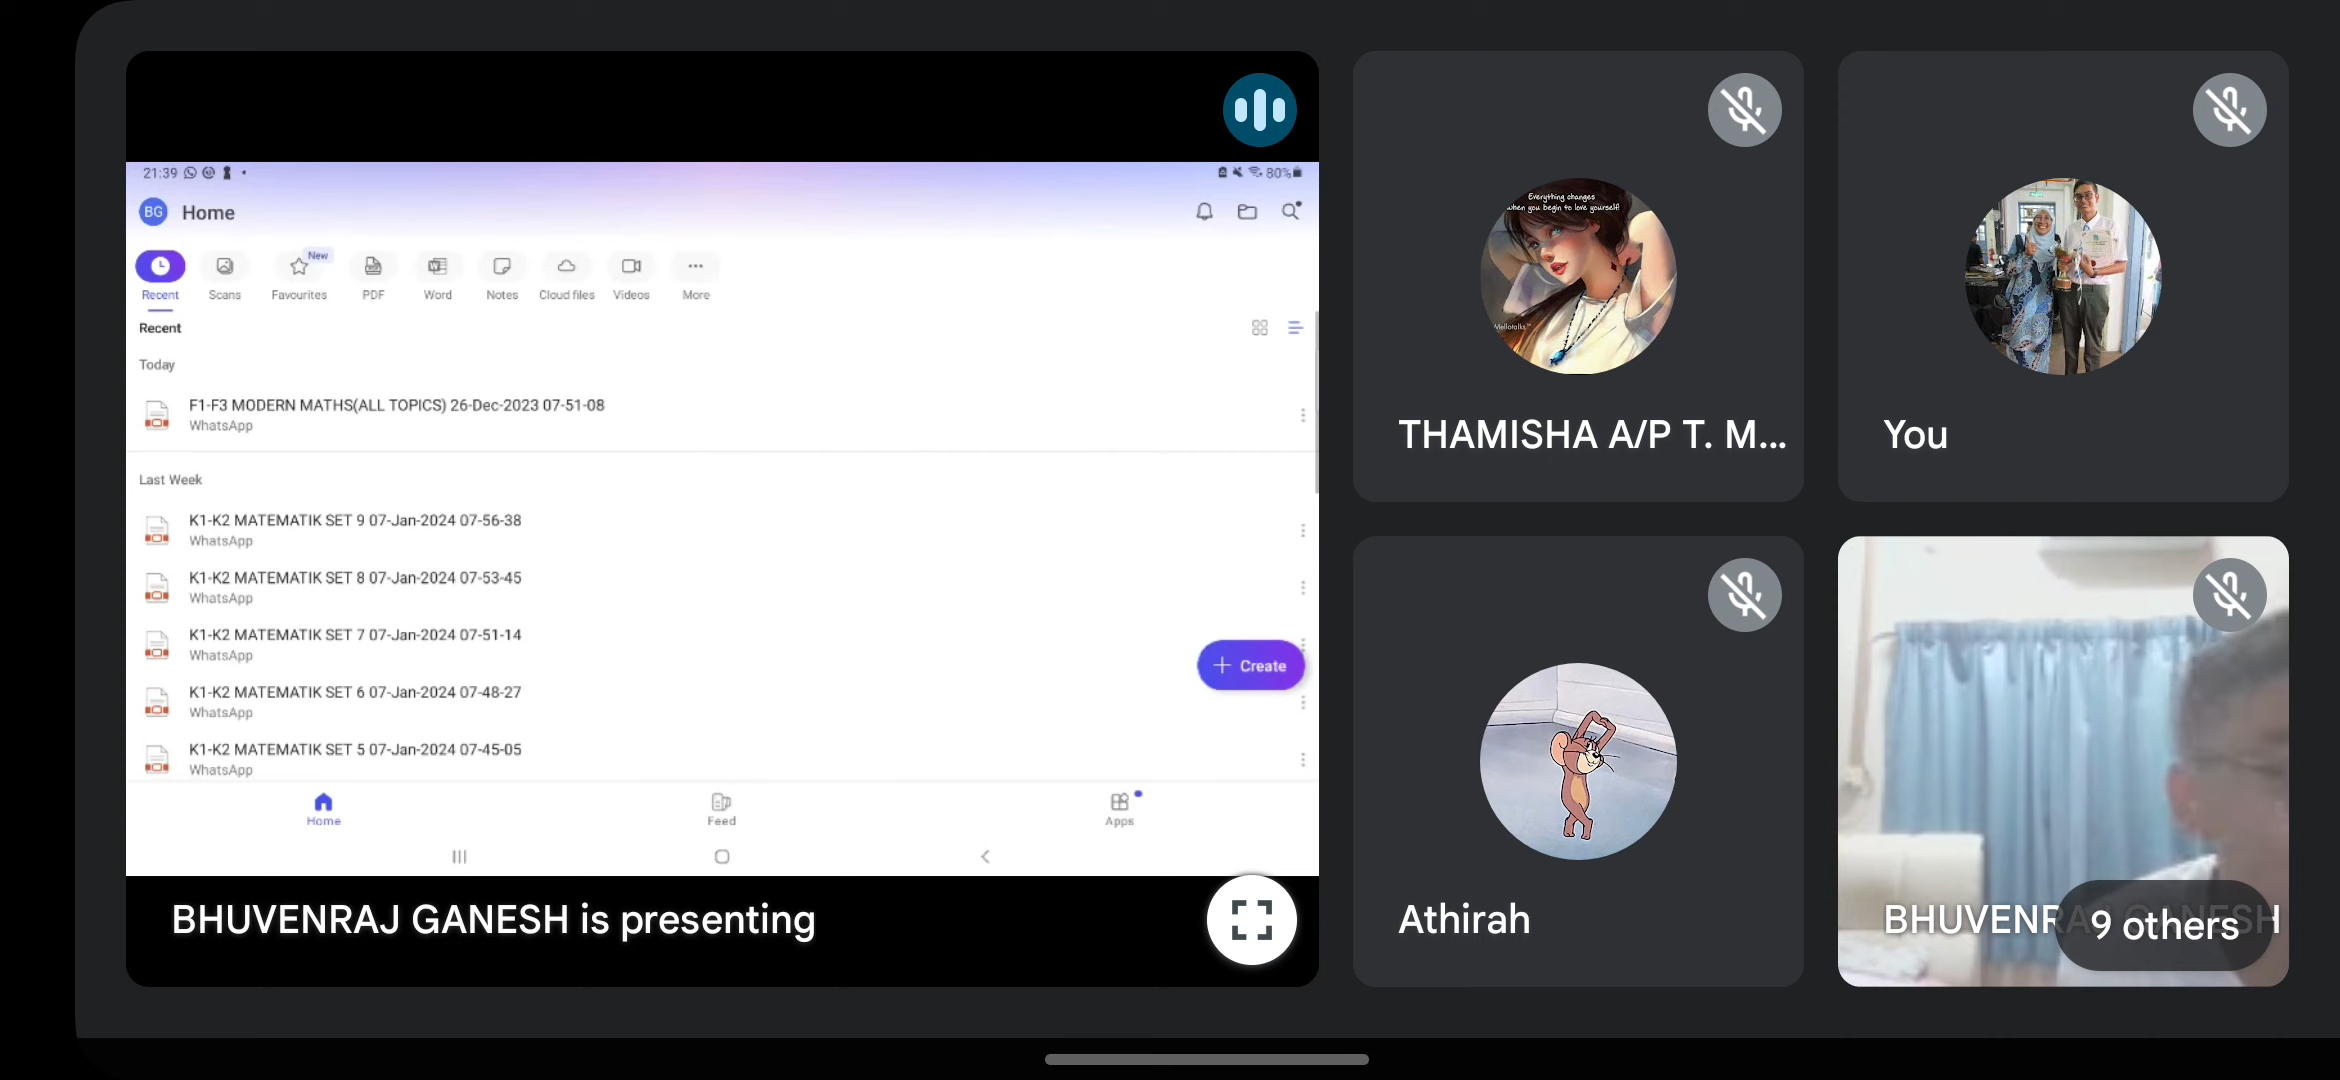 21:39
80%
BG Home
New
Recent Scans Favourites PDF Word Notes Cloud files Videos More
Recent
Today
F1-F3 MODERN MATHS(ALL TOPICS) 26-Dec-2023 07-51-08
WhatsApp
Last Week
K1-K2 MATEMATIK SET 9 07-Jan-2024 07-56-38
WhatsApp
K1-K2 MATEMATIK SET 8 07-Jan-2024 07-53-45
WhatsApp
K1-K2 MATEMATIK SET 7 07-Jan-2024 07-51-14
WhatsApp
K1-K2 MATEMATIK SET 6 07-Jan-2024 07-48-27
WhatsApp
K1-K2 MATEMATIK SET 5 07-Jan-2024 07-45-05
WhatsApp
Create
Home Feed Apps
BHUVENRAJ GANESH is presenting
Everything changes
when you begin to love yourself!
Mellotalks™
THAMISHA A/P T. M...
You
Athirah
BHUVENRAJ GANESH
9 others